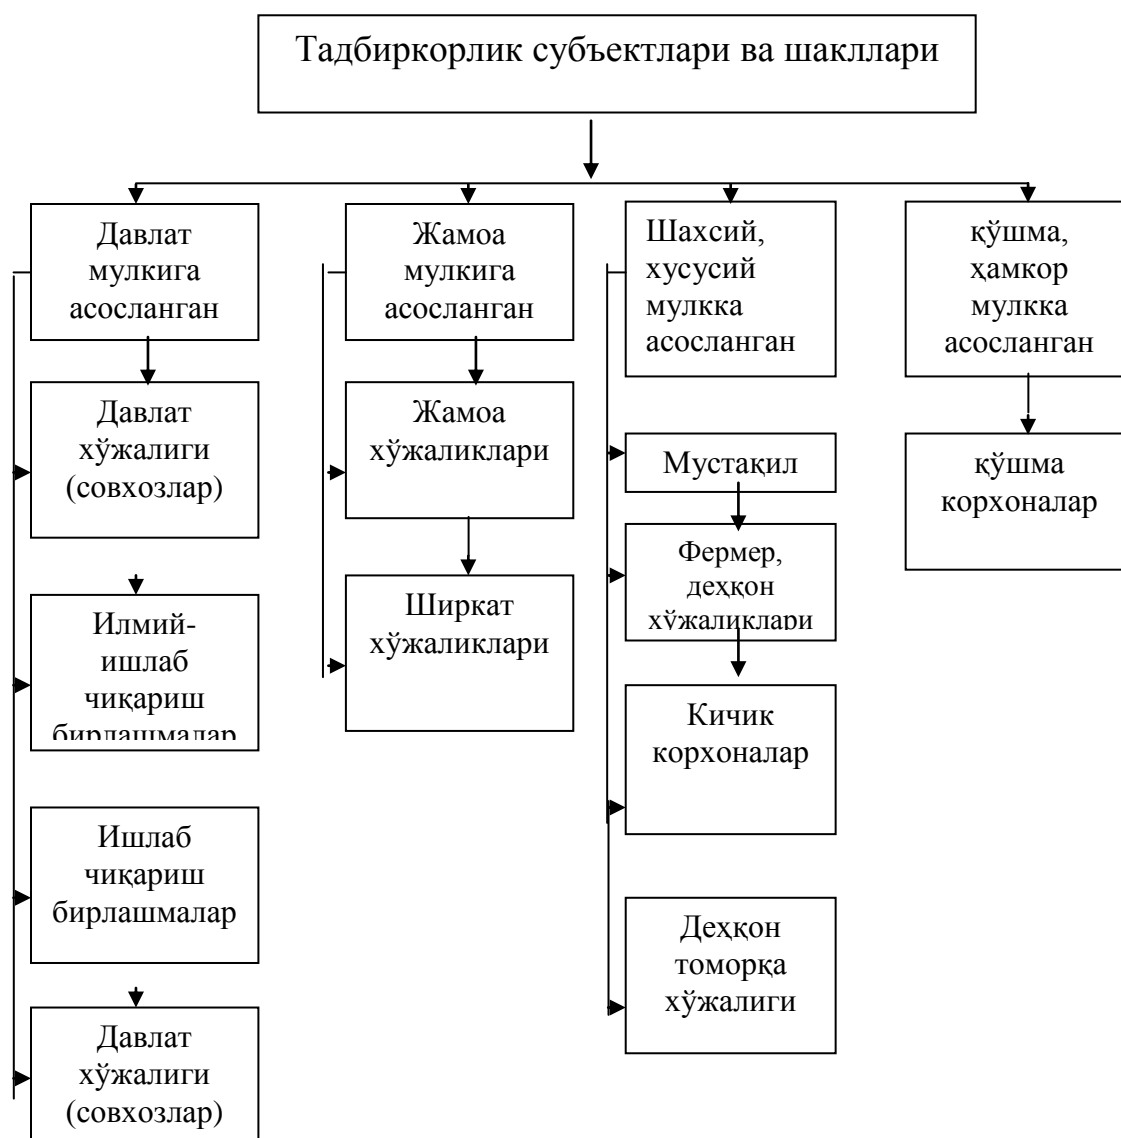 Тадбиркорлик субъектлари ва шакллари
Давлат
мулкига
асосланган
Жамоа
мулкига
асосланган
Шахсий,
хусусий
мулкка
асосланган
қўшма,
ҳамкор
мулкка
асосланган
Давлат
хўжалиги
(совхозлар)
Жамоа
хўжаликлари
Мустақил
қўшма
корхоналар
Фермер,
деҳқон
хўжаликлари
Илмий-
ишлаб
чиқариш
бирлашмалар
Ширкат
хўжаликлари
Кичик
корхоналар
Ишлаб
чиқариш
бирлашмалар
Деҳқон
томорқа
хўжалиги
Давлат
хўжалиги
(совхозлар)